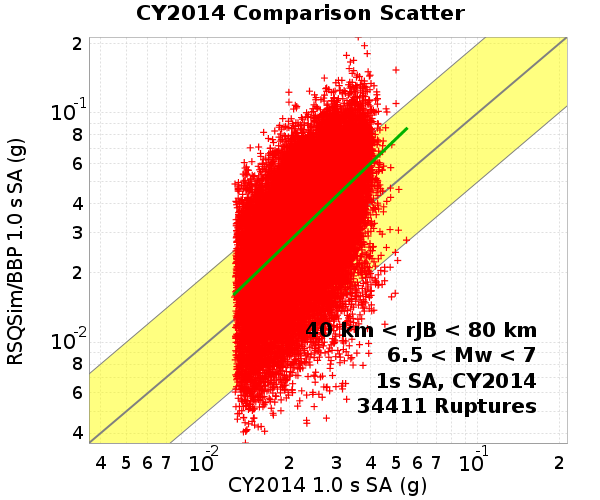 CY2014 Comparison Scatter
RSQSim/BBP 1.0 s SA (g)
2
10-1
8
6
4
3
2
10-2
8
6
4
40 km < rJB < 80 km
6.5 < Mw < 7
1s SA, CY2014
34411 Ruptures
4 5 6 7 10-2 2 3 4 5 6 7 10-1 2
CY2014 1.0 s SA (g)